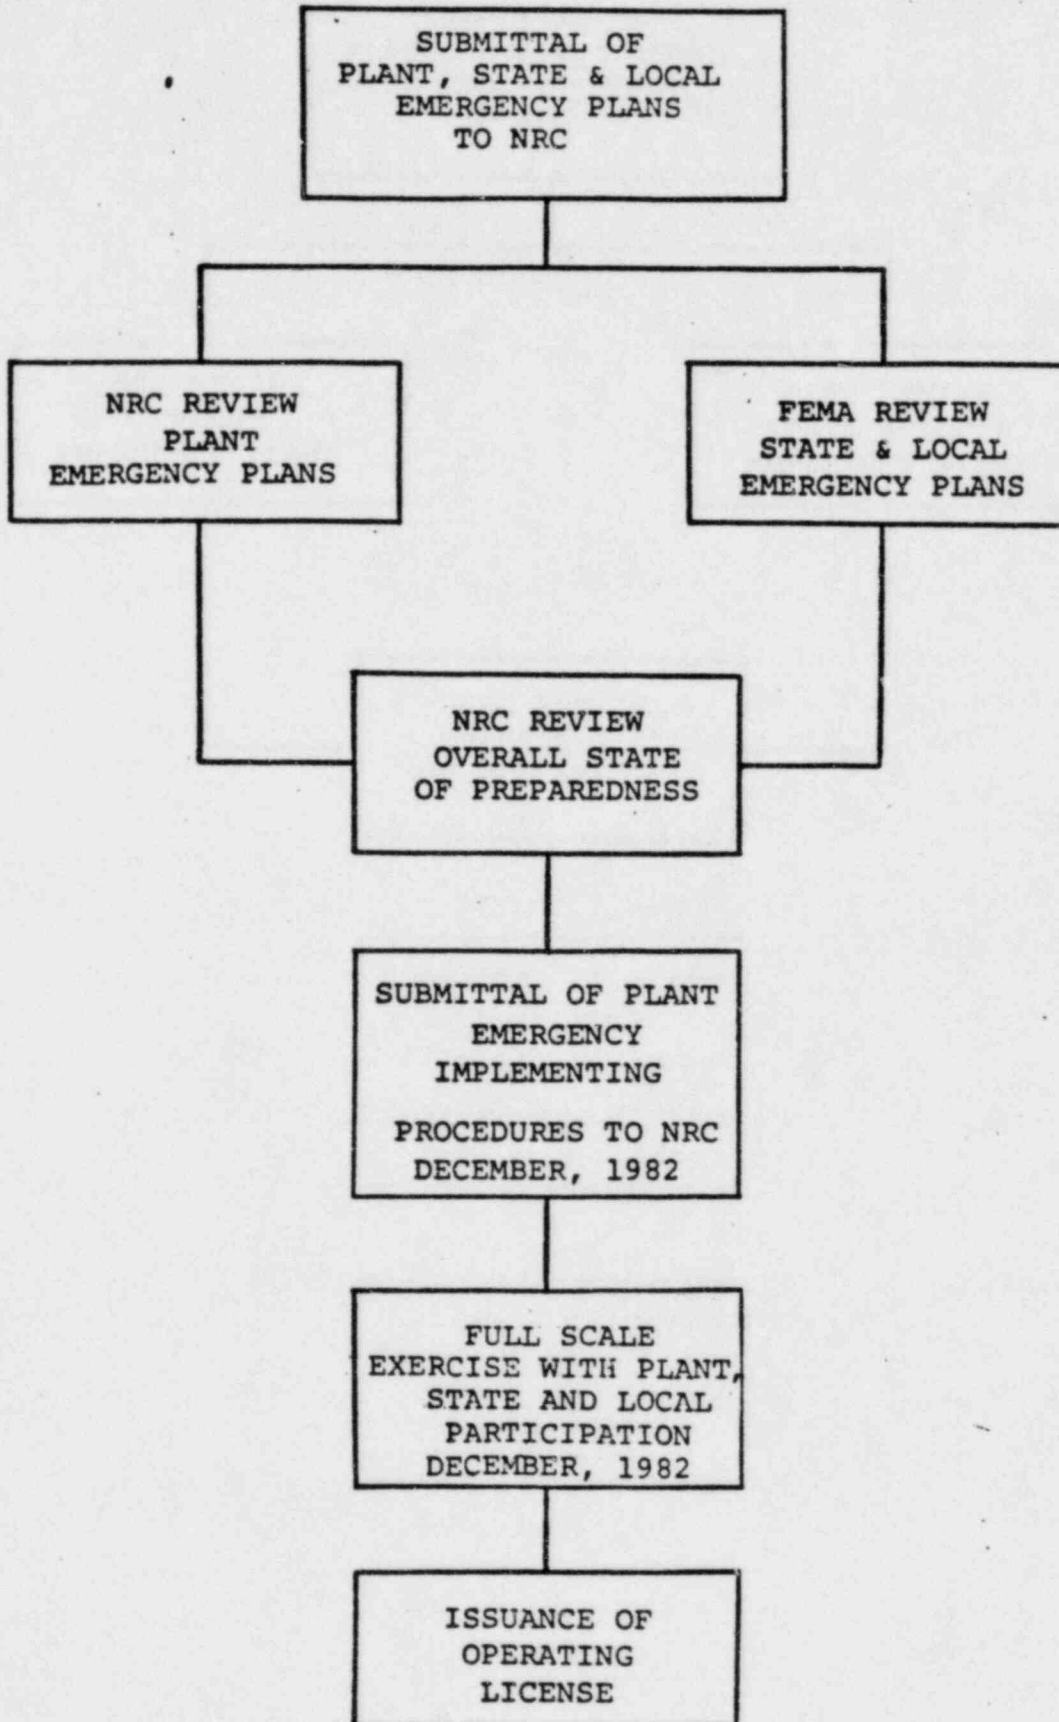 SUBMITTAL OF
PLANT, STATE & LOCAL
EMERGENCY PLANS
TO NRC
NRC REVIEW
PLANT
EMERGENCY PLANS
FEMA REVIEW
STATE & LOCAL
EMERGENCY PLANS
NRC REVIEW
OVERALL STATE
OF PREPAREDNESS
SUBMITTAL OF PLANT
EMERGENCY
IMPLEMENTING
PROCEDURES TO NRC
DECEMBER, 1982
FULL SCALE
EXERCISE WITH PLANT,
STATE AND LOCAL
PARTICIPATION
DECEMBER, 1982
ISSUANCE OF
OPERATING
LICENSE